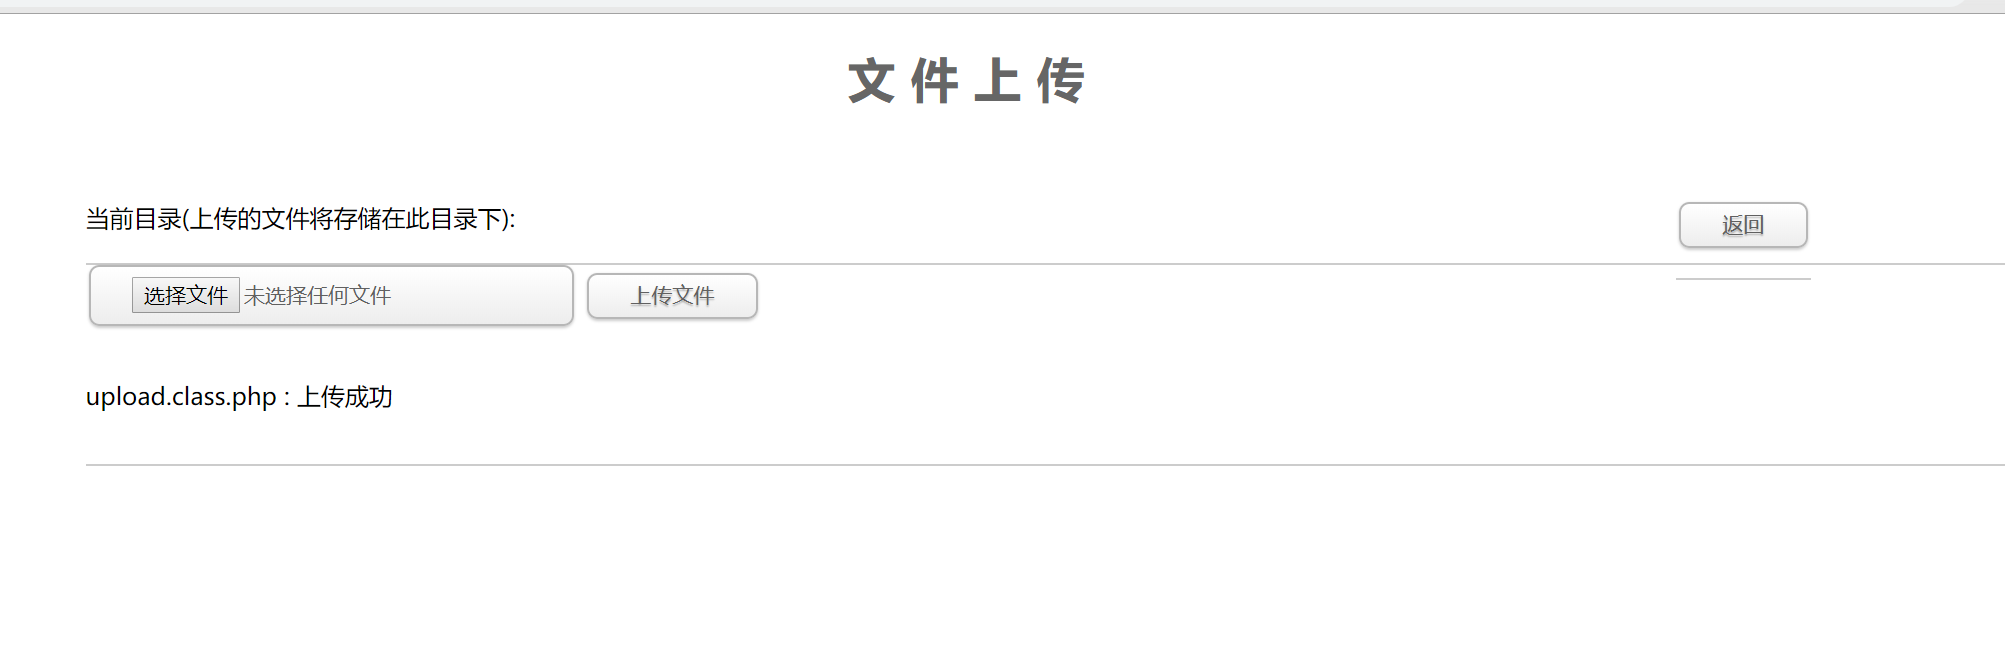 文件上传
当前目录(上传的文件将存储在此目录下):
返回
选择文件 未选择任何文件 上传文件
upload.class.php : 上传成功